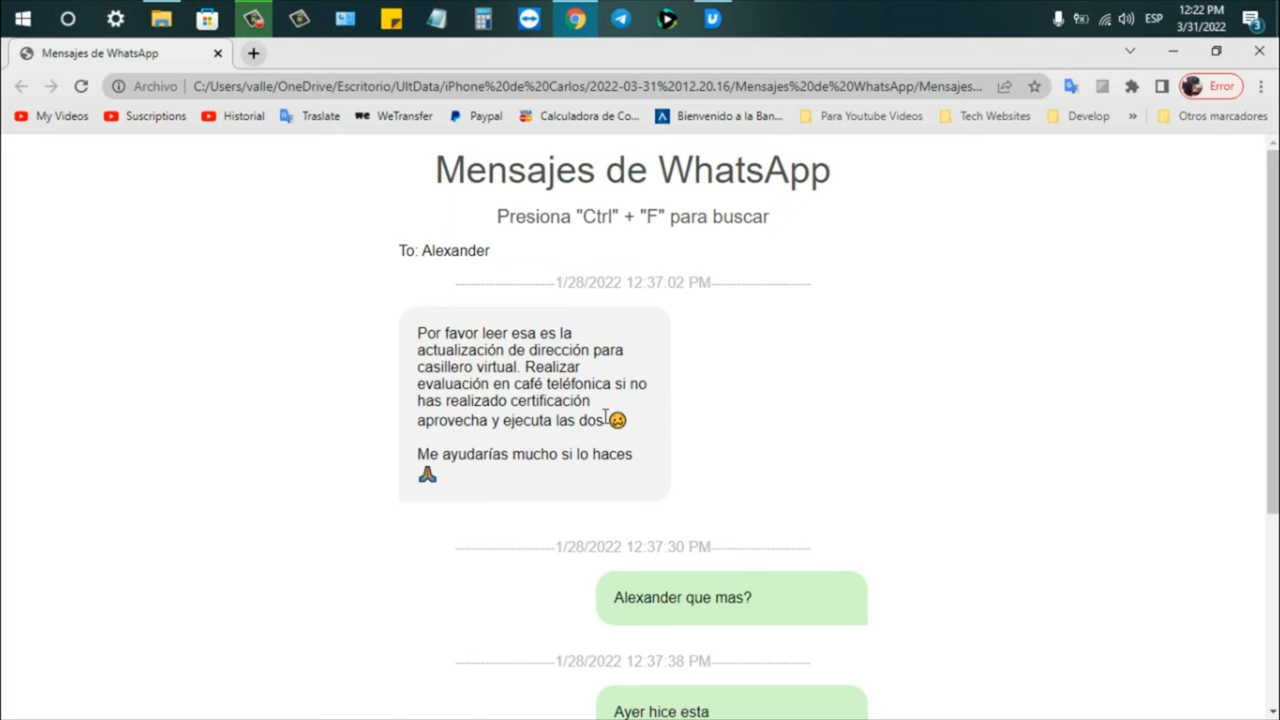 12:22 PM
ESP
3/31/2022
3
Mensajes de WhatsApp
Archivo
C:/Users/valle/OneDrive/Escritorio/UltData/iPhone%20de%20Carlos/2022-03-31%2012.20.16/Mensajes%20de%20WhatsApp/Mensajes...
Error
My Videos
Suscriptions
Historial
Traslate
WeTransfer
Paypal
Calculadora de Co...
Bienvenido a la Ban...
Para Youtube Videos
Tech Websites
Develop
»
Otros marcadores
Mensajes de WhatsApp
Presiona "Ctrl" + "F" para buscar
To: Alexander
1/28/2022 12:37:02 PM
Por favor leer esa es la
actualización de dirección para
casillero virtual. Realizar
evaluación en café teléfonica si no
has realizado certificación
aprovecha y ejecuta las dos🥴
Me ayudarías mucho si lo haces
🙏🏽
1/28/2022 12:37:30 PM
Alexander que mas?
1/28/2022 12:37:38 PM
Ayer hice esta